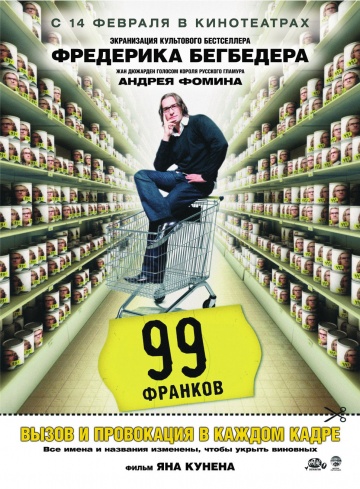 С 14 ФЕВРАЛЯ В КИНОТЕАТРАХ
ЭКРАНИЗАЦИЯ КУЛЬТОВОГО БЕСТСЕЛЛЕРА
ФРЕДЕРИКА БЕГБЕДЕРА
ЖАН ДЮЖАРДЕН ГОЛОСОМ КОРОЛЯ РУССКОГО ГЛАМУРА
АНДРЕЯ ФОМИНА
99
ФРАНКОВ
ВЫЗОВ И ПРОВОКАЦИЯ В КАЖДОМ КАДРЕ
Все имена и названия изменены, чтобы укрыть виновных
ФИЛЬМ ЯНА КУНЕНА